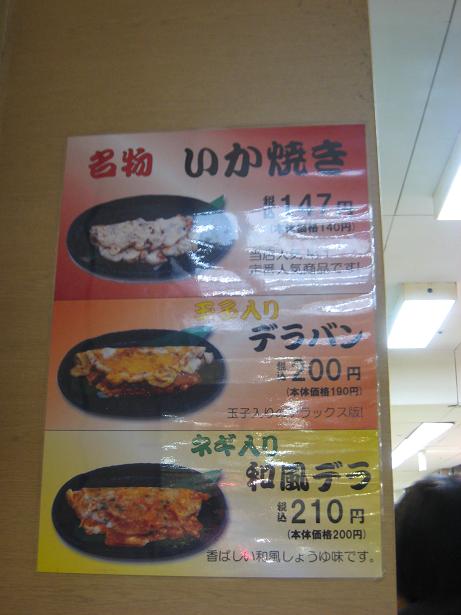 名物 いか焼き
税込 147円
(本体価格140円)
当店人気
定番人気商品です!
玉子入り
デラバン
税込 200円
(本体価格190円)
玉子入りのデラックス版!
ネギ入り
和風デラ
税込 210円
(本体価格200円)
香ばしい和風しょうゆ味です。